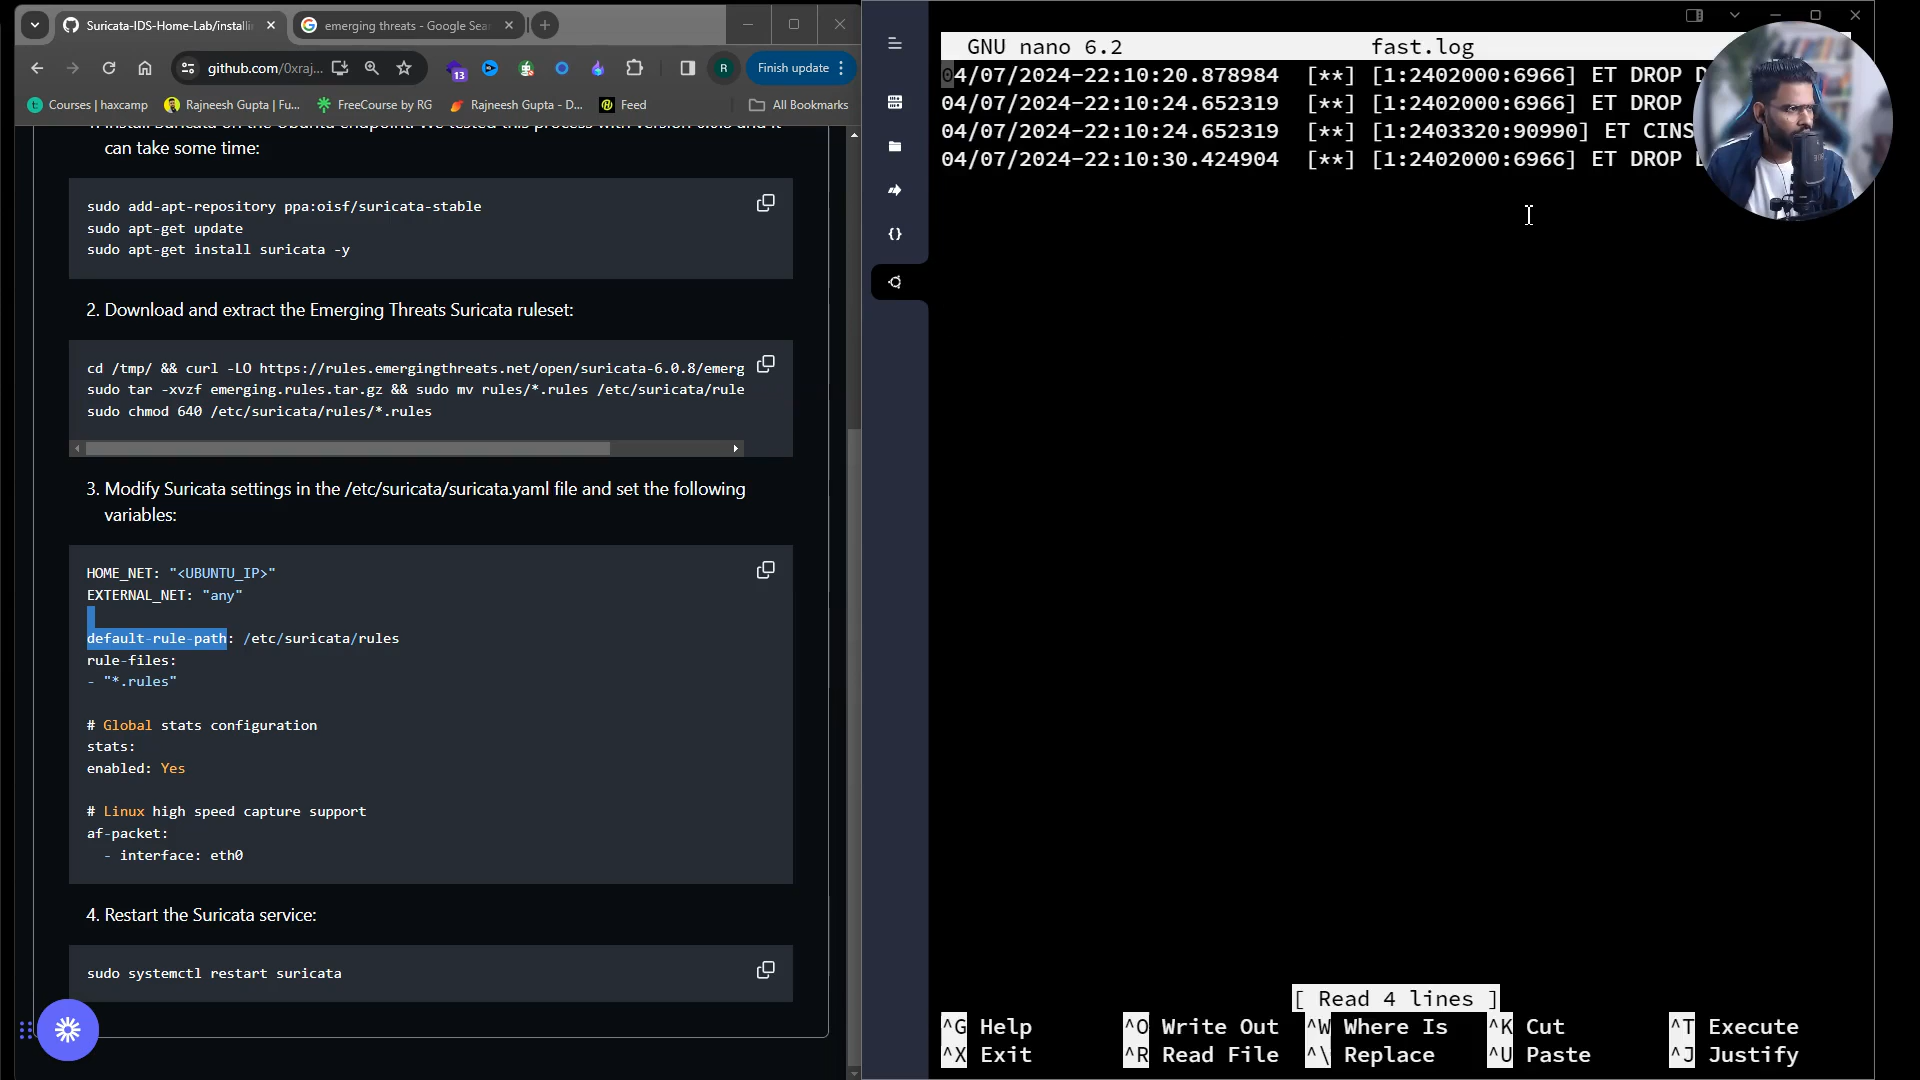 Suricata-IDS-Home-Lab/installin
emerging threats - Google Sear
github.com/0xraj...
13
R
Finish update
Courses | haxcamp
Rajneesh Gupta | Fu...
FreeCourse by RG
Rajneesh Gupta - D...
Feed
All Bookmarks
can take some time:
sudo add-apt-repository ppa:oisf/suricata-stable
sudo apt-get update
sudo apt-get install suricata -y
2. Download and extract the Emerging Threats Suricata ruleset:
cd /tmp/ && curl -LO https://rules.emergingthreats.net/open/suricata-6.0.8/emerg
sudo tar -xvzf emerging.rules.tar.gz && sudo mv rules/*.rules /etc/suricata/rule
sudo chmod 640 /etc/suricata/rules/*.rules
3. Modify Suricata settings in the /etc/suricata/suricata.yaml file and set the following
variables:
HOME_NET: "<UBUNTU_IP>"
EXTERNAL_NET: "any"
default-rule-path: /etc/suricata/rules
rule-files:
- "*.rules"
# Global stats configuration
stats:
enabled: Yes
# Linux high speed capture support
af-packet:
- interface: eth0
4. Restart the Suricata service:
sudo systemctl restart suricata
GNU nano 6.2 fast.log
04/07/2024-22:10:20.878984 [**] [1:2402000:6966] ET DROP D
04/07/2024-22:10:24.652319 [**] [1:2402000:6966] ET DROP
04/07/2024-22:10:24.652319 [**] [1:2403320:90990] ET CINS
04/07/2024-22:10:30.424904 [**] [1:2402000:6966] ET DROP D
[ Read 4 lines ]
^G Help ^O Write Out ^W Where Is ^K Cut ^T Execute
^X Exit ^R Read File ^\ Replace ^U Paste ^J Justify